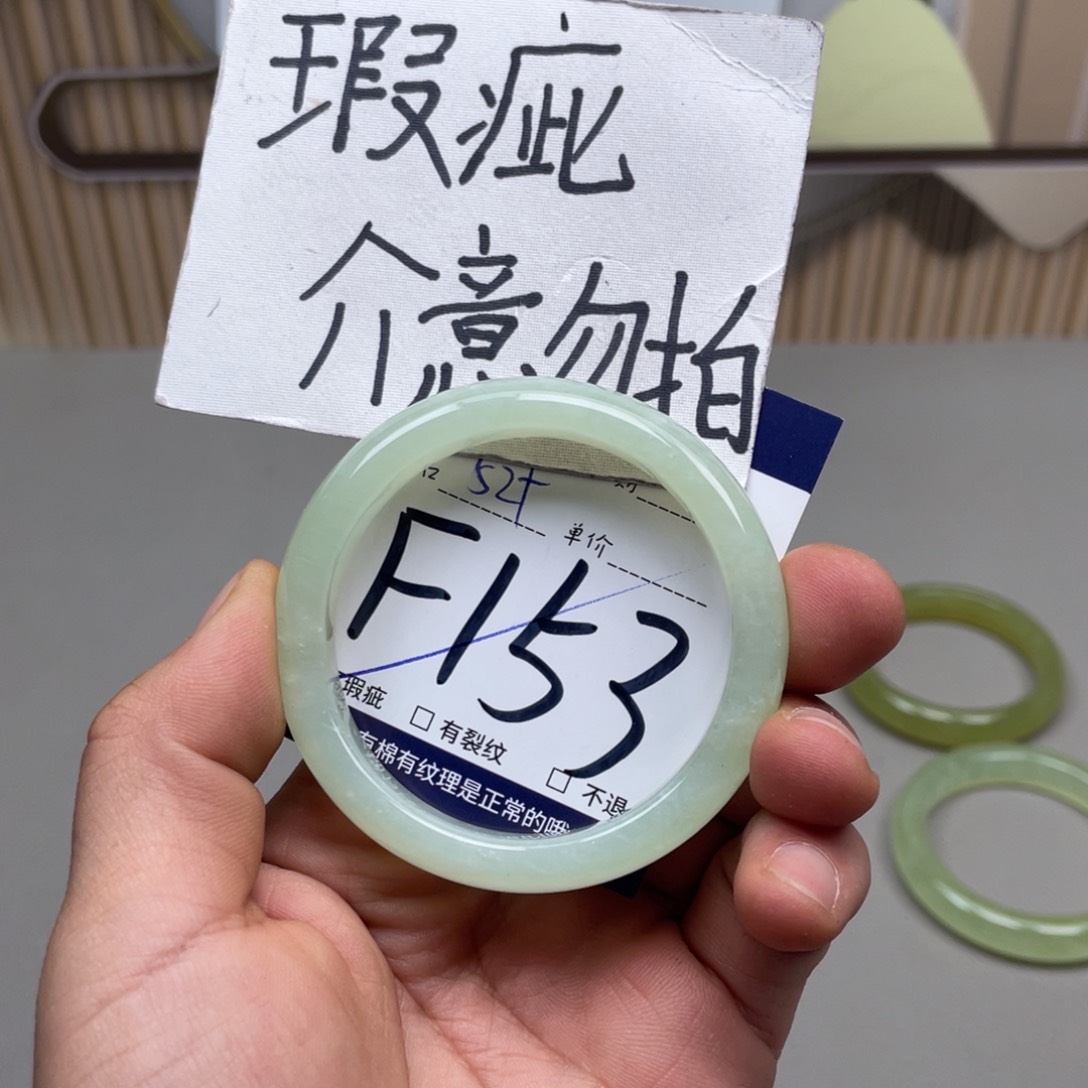 瑕疵
介意勿拍
52+
单价
F153
瑕疵
□ 有裂纹
□ 不退
有棉有纹理是正常的哦